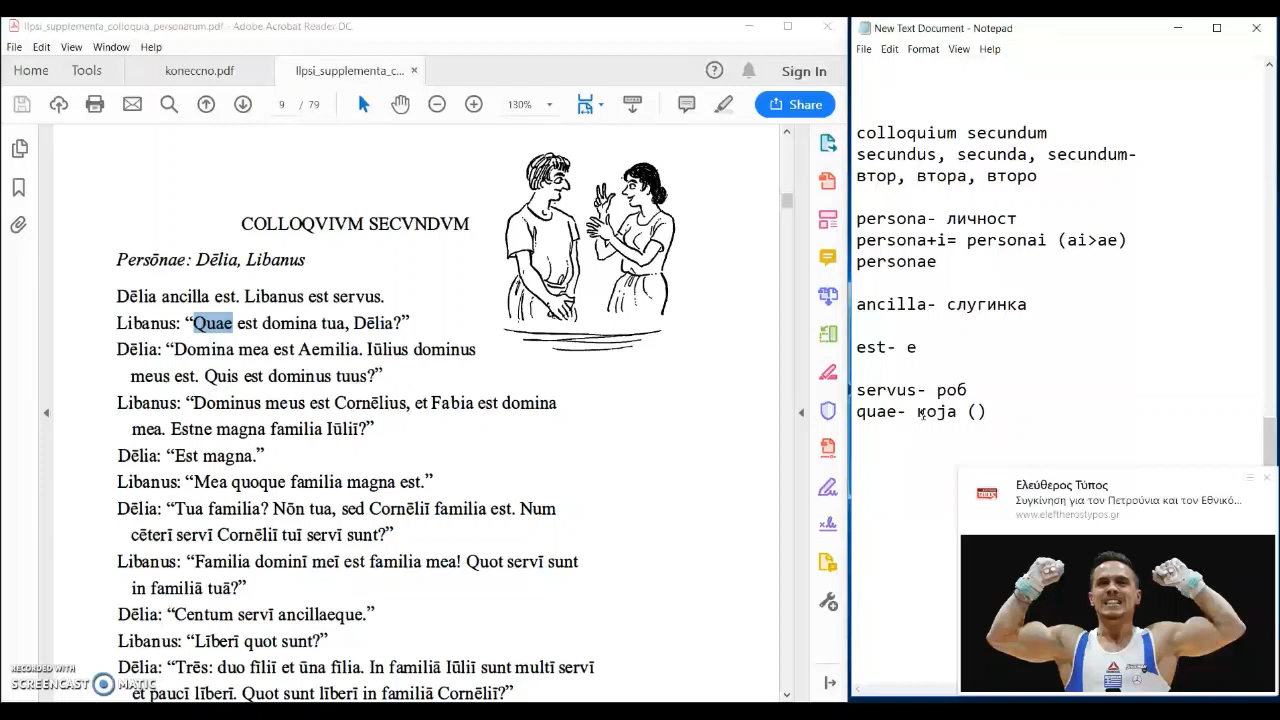 llpsi_supplementa_colloquia_personarum.pdf - Adobe Acrobat Reader DC
File Edit View Window Help
Home Tools koneccno.pdf llpsi_supplementa_c... × Sign In
9 / 79 130% Share
COLLOQVIVM SECVNDVM
Persōnae: Dēlia, Libanus
Dēlia ancilla est. Libanus est servus.
Libanus: “Quae est domina tua, Dēlia?”
Dēlia: “Domina mea est Aemilia. Iūlius dominus
meus est. Quis est dominus tuus?”
Libanus: “Dominus meus est Cornēlius, et Fabia est domina
mea. Estne magna familia Iūliī?”
Dēlia: “Est magna.”
Libanus: “Mea quoque familia magna est.”
Dēlia: “Tua familia? Nōn tua, sed Cornēliī familia est. Num
cēterī servī Cornēliī tuī servī sunt?”
Libanus: “Familia dominī meī est familia mea! Quot servī sunt
in familiā tuā?”
Dēlia: “Centum servī ancillaeque.”
Libanus: “Līberī quot sunt?”
Dēlia: “Trēs: duo fīliī et ūna fīlia. In familiā Iūliī sunt multī servī
et paucī līberī. Quot sunt līberī in familiā Cornēliī?”
RECORDED WITH
SCREENCAST MATIC
New Text Document - Notepad
File Edit Format View Help
colloquium secundum
secundus, secunda, secundum-
втор, втора, второ
persona- личност
persona+i= personai (ai>ae)
personae
ancilla- слугинка
est- е
servus- роб
quae- која ()
Ελεύθερος Τύπος
Συγκίνηση για τον Πετρούνια και τον Εθνικό...
www.eleftherostypos.gr